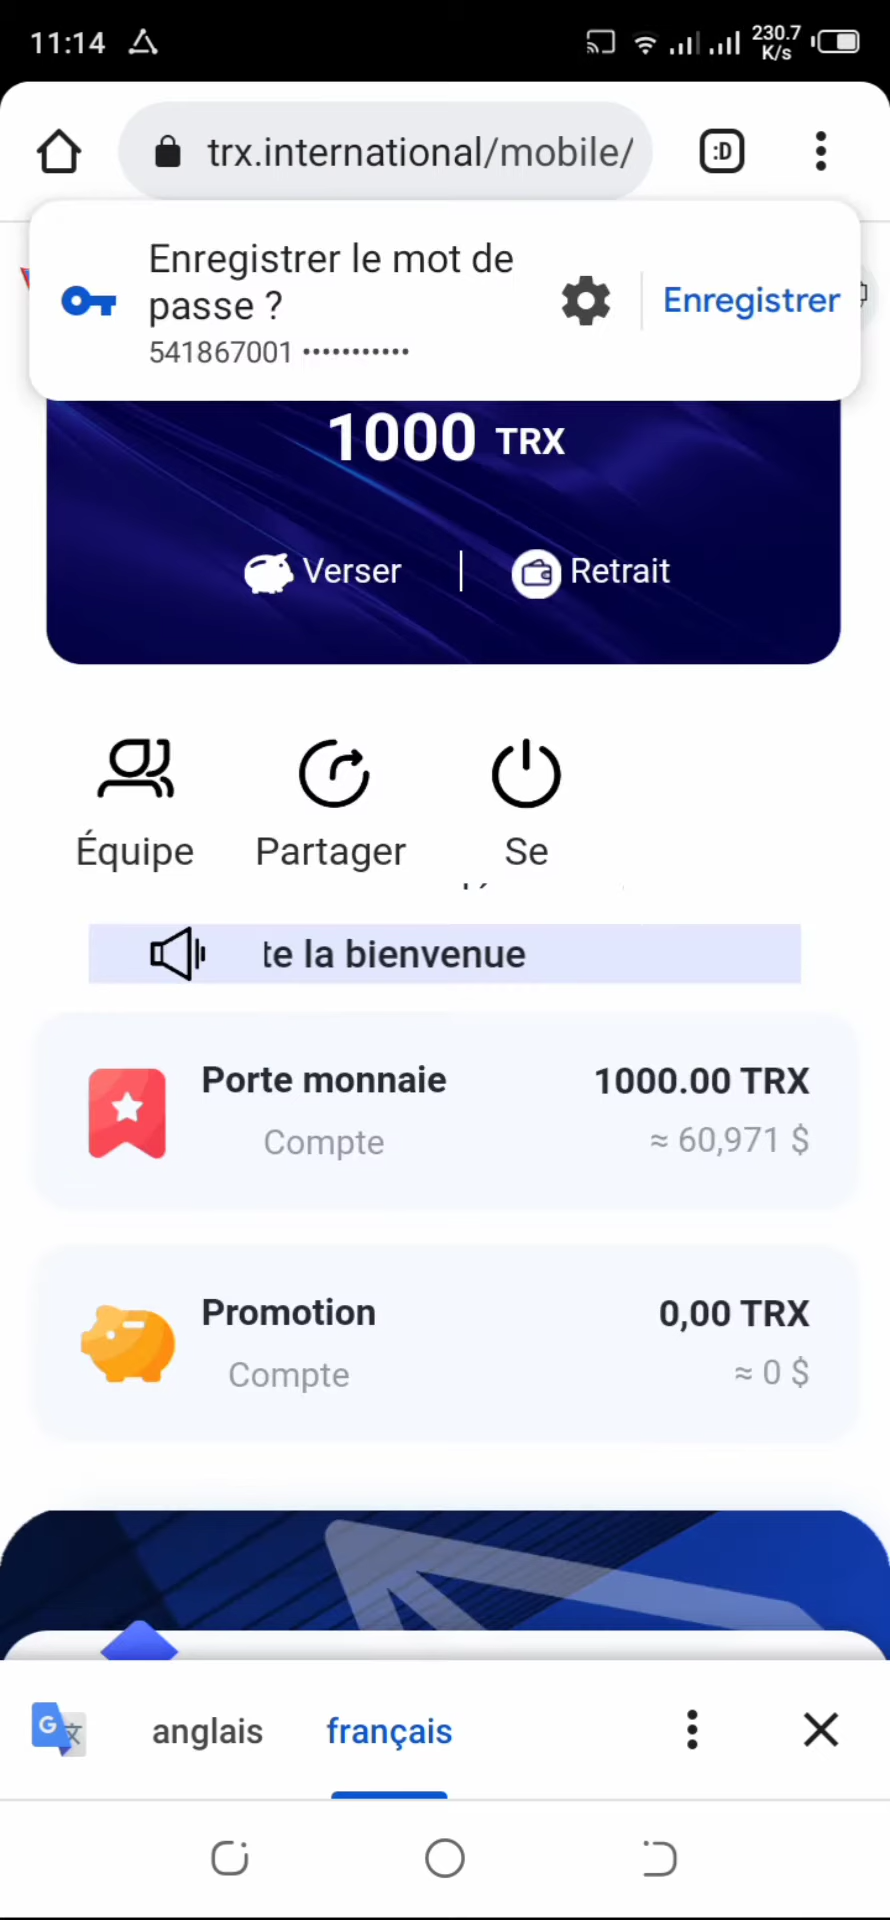 11:14
230.7
K/s
trx.international/mobile/
:D
Enregistrer le mot de
passe ?
541867001 •••••••••••
Enregistrer
1000 TRX
Verser | Retrait
Équipe Partager Se
te la bienvenue
Porte monnaie 1000.00 TRX
Compte ≈ 60,971 $
Promotion 0,00 TRX
Compte ≈ 0 $
G 文 anglais français